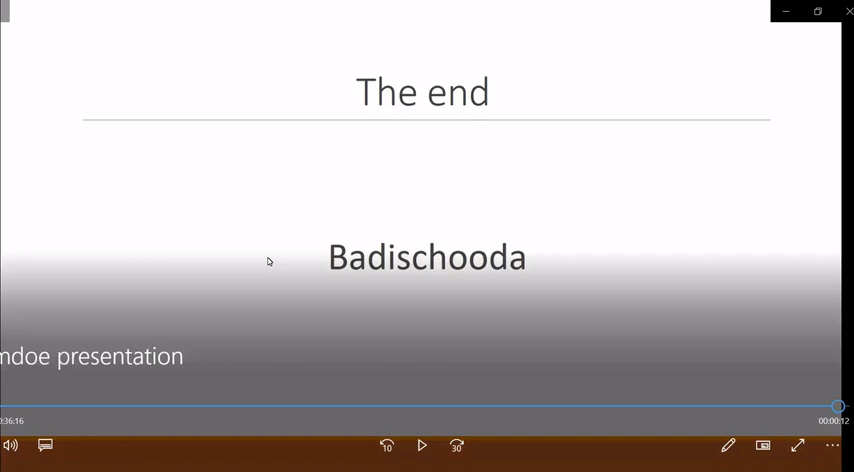 The end
Badischooda
mdoe presentation
0:36:16
00:00:12
10
30